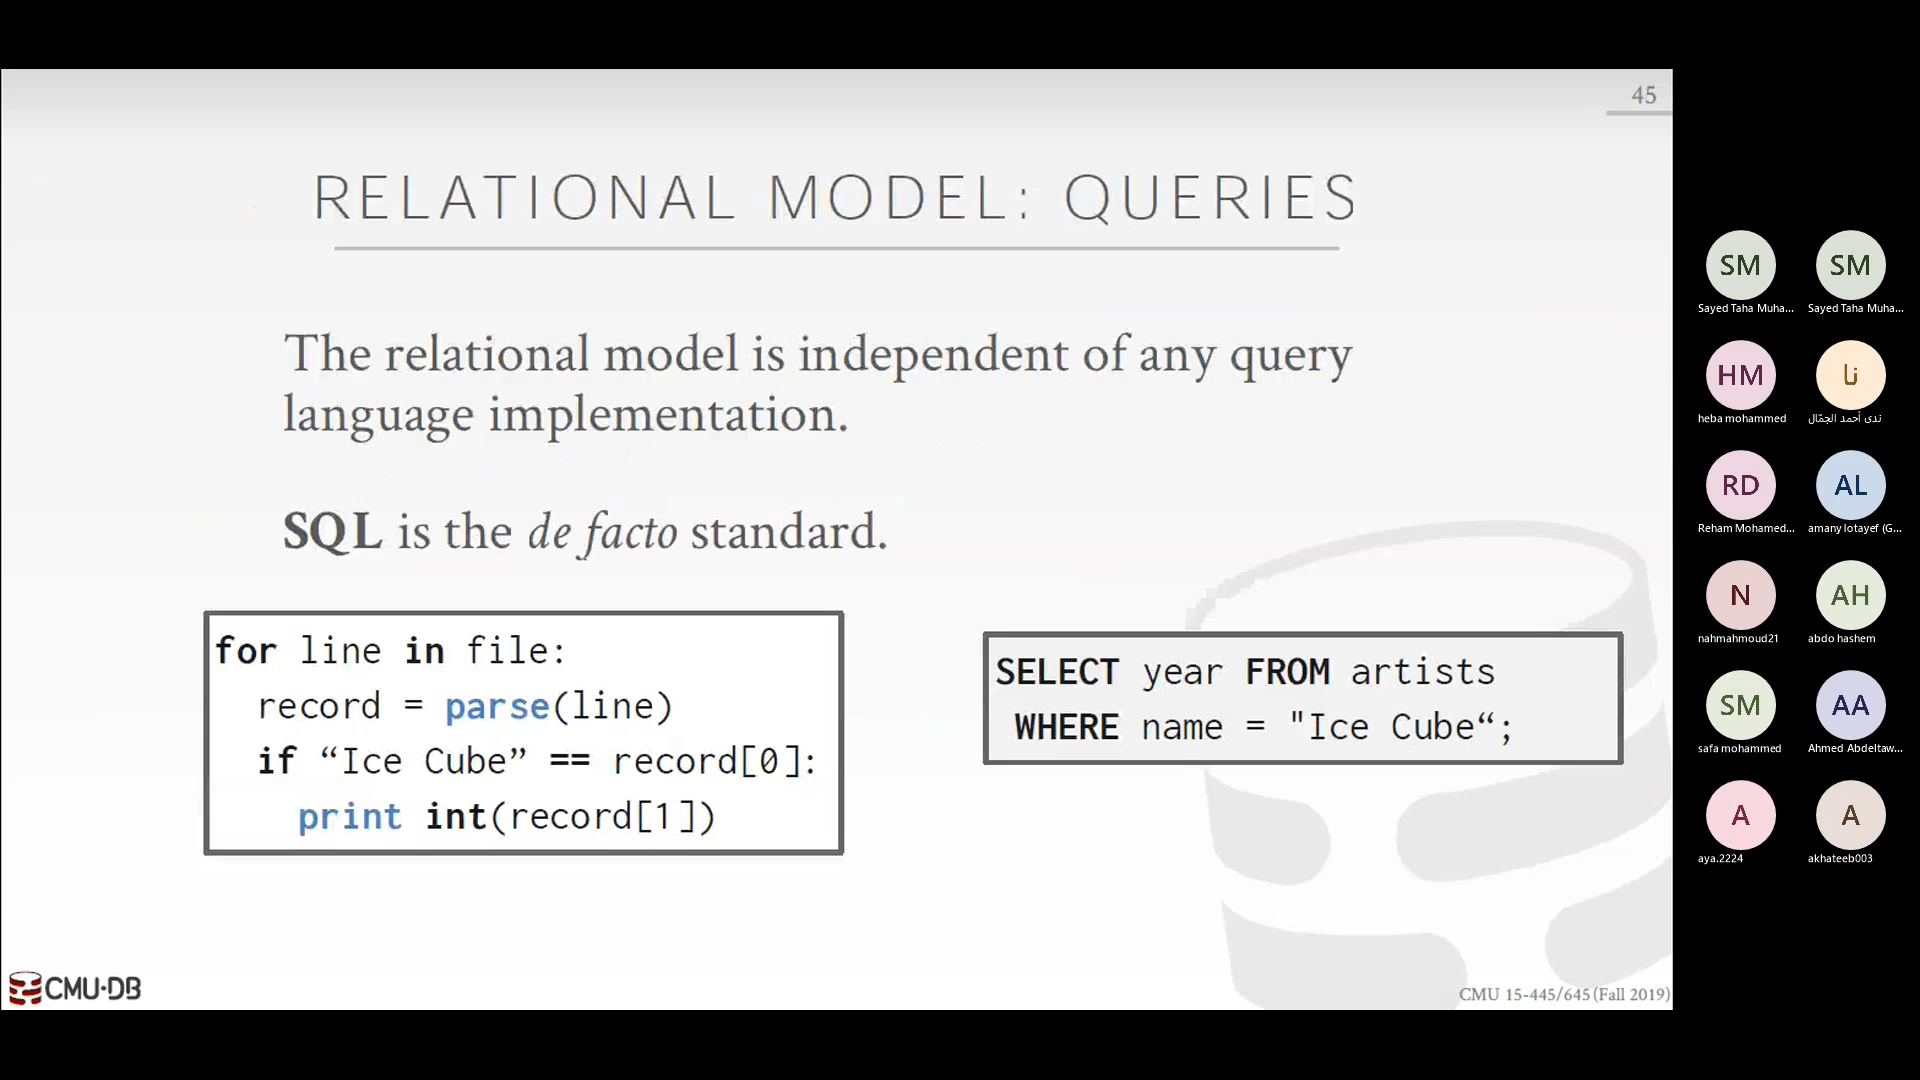 45
RELATIONAL MODEL: QUERIES
The relational model is independent of any query
language implementation.
SQL is the de facto standard.
for line in file:
record = parse(line)
if “Ice Cube” == record[0]:
print int(record[1])
SELECT year FROM artists
WHERE name = "Ice Cube“;
CMU·DB
CMU 15-445/645 (Fall 2019)
SM
SM
Sayed Taha Muha...
Sayed Taha Muha...
HM
نا
heba mohammed
ندى أحمد الجمّال
RD
AL
Reham Mohamed...
amany lotayef (G...
N
AH
nahmahmoud21
abdo hashem
SM
AA
safa mohammed
Ahmed Abdeltaw...
A
A
aya.2224
akhateeb003